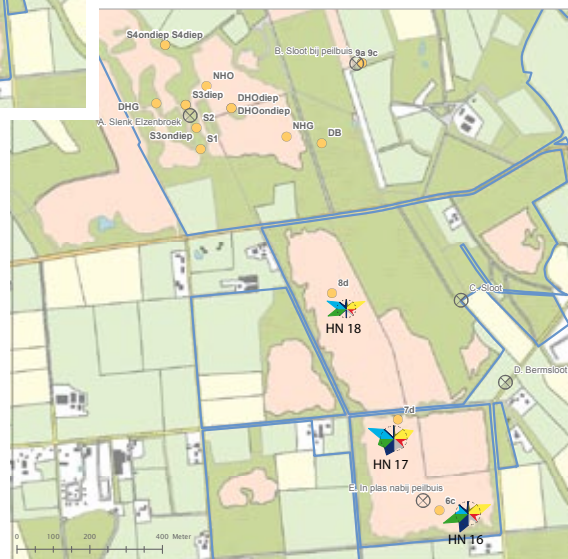 S4ondiep S4diep
B. Sloot bij peilbuis
9a 9c
NHO
S3diep
DHOdiep
DHG
DHOondiep
A. Slenk Elzenbroek
S2
S3ondiep
NHG
DB
S1
8d
C. Sloot
HN 18
D. Bermsloot
7d
HN 17
E. In plas nabij peilbuis
6c
HN 16
0 100 200 400 Meter